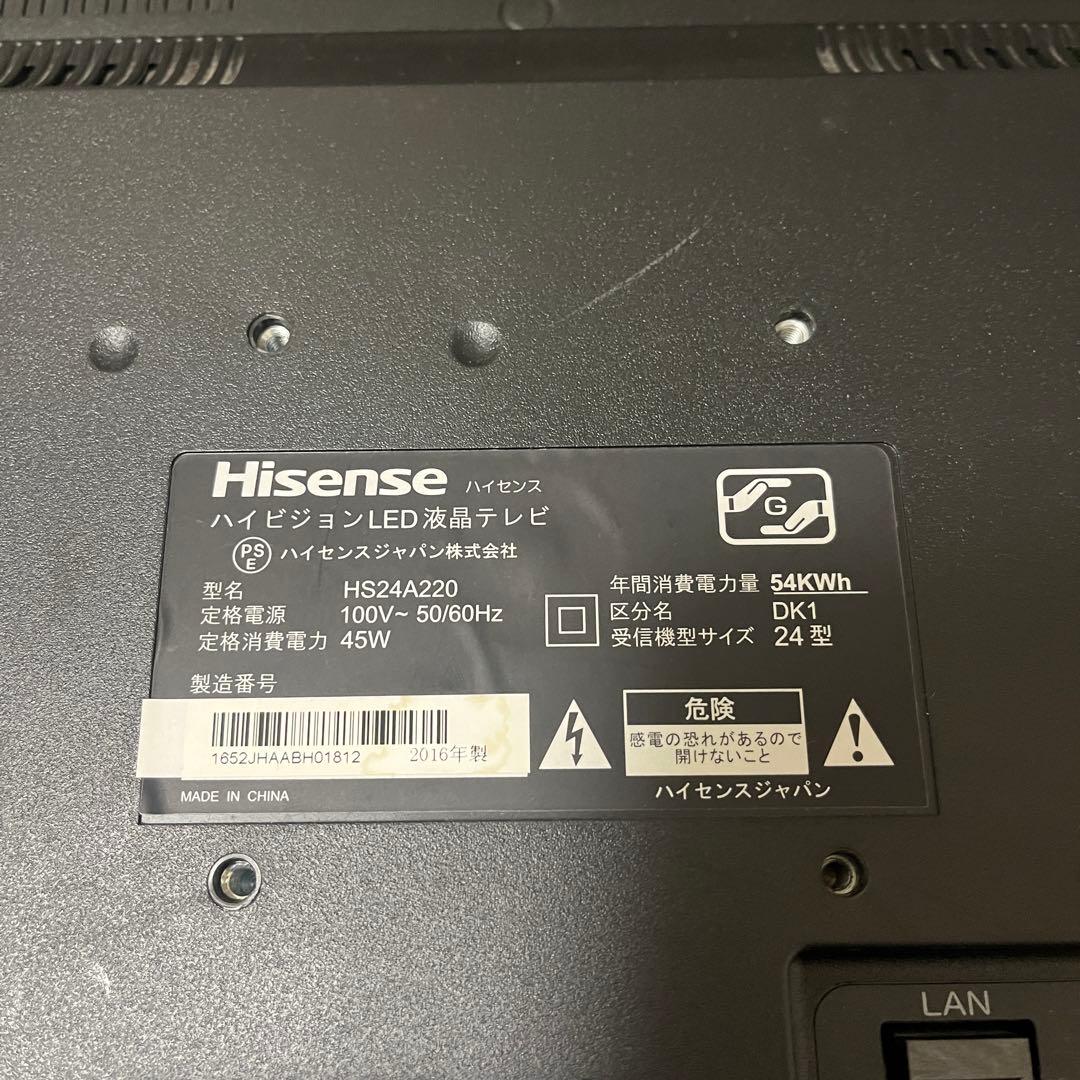 Hisense ハイセンス
ハイビジョンLED液晶テレビ
PSE ハイセンスジャパン株式会社
G
型名 HS24A220
定格電源 100V~ 50/60Hz
定格消費電力 45W
年間消費電力量 54KWh
区分名 DK1
受信機型サイズ 24型
製造番号
1652JHAABH01812 2016年製
MADE IN CHINA
危険
感電の恐れがあるので
開けないこと
ハイセンスジャパン
LAN